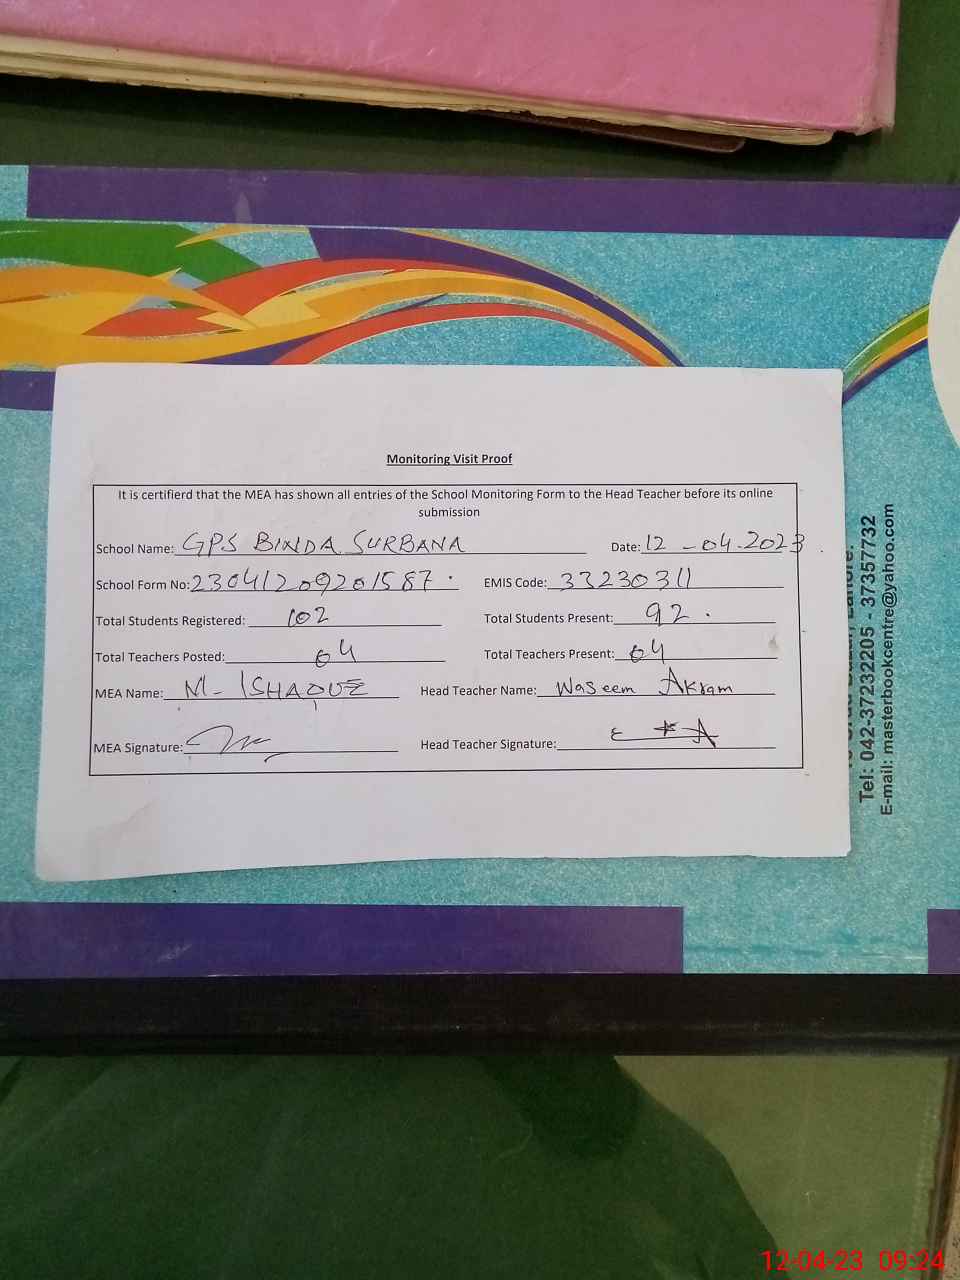 Monitoring Visit Proof
It is certifierd that the MEA has shown all entries of the School Monitoring Form to the Head Teacher before its online
submission
School Name: GPS BINDA SURBANA Date: 12-04-2023
School Form No: 23041209201587. EMIS Code: 33230311
Total Students Registered: 102 Total Students Present: 92.
Total Teachers Posted: 04 Total Teachers Present: 04
MEA Name: M- ISHAQUE Head Teacher Name: Waseem Akram
MEA Signature: Head Teacher Signature:
Tel: 042-37232205 - 37357732
E-mail: masterbookcentre@yahoo.com
12-04-23 09:24